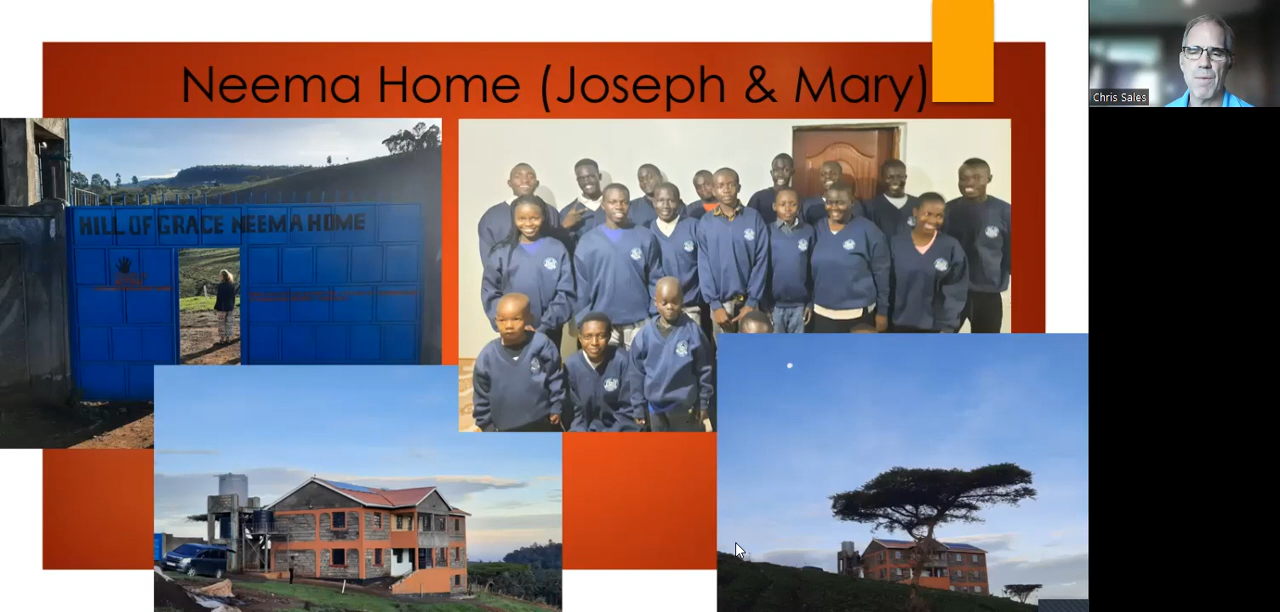 Neema Home (Joseph & Mary)
Chris Sales
HILL OF GRACE NEEMA HOME